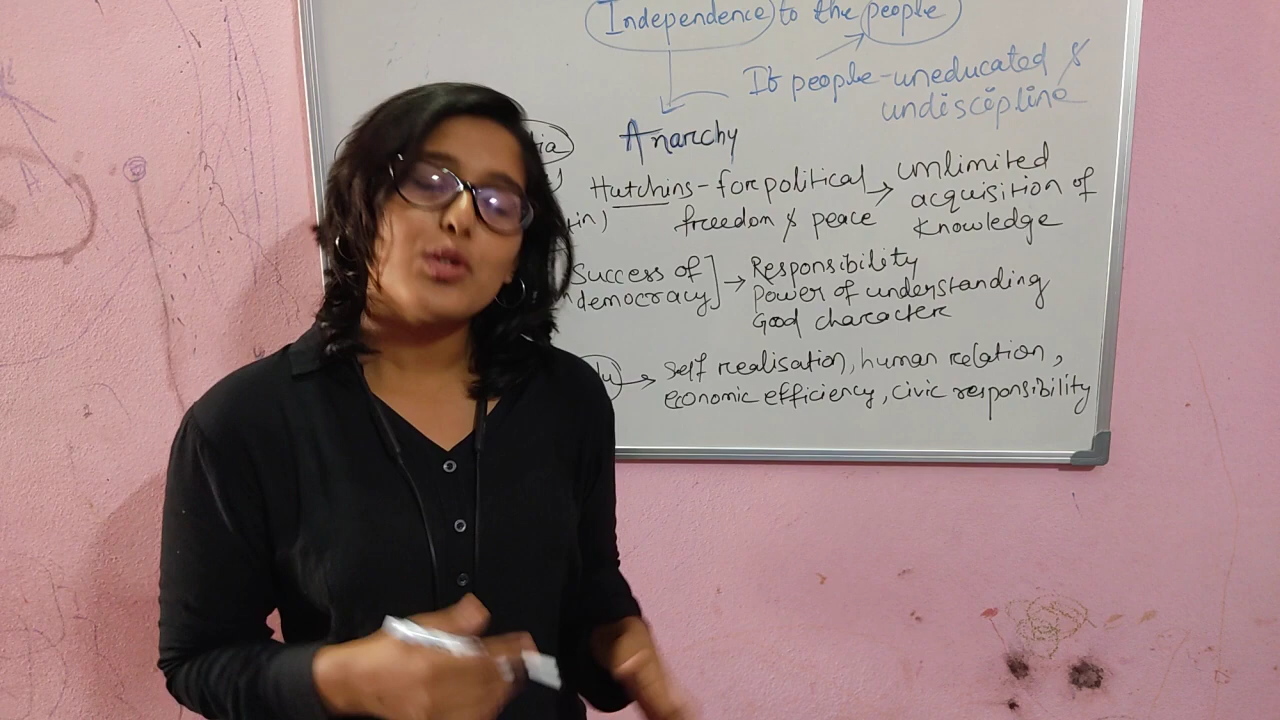 Independence to the people
If people - uneducated &
undiscipline
Anarchy
Hutchins - for political → unlimited
freedom & peace acquisition of
knowledge
Success of
democracy] → Responsibility
Power of understanding
Good character
→ Self realisation, human relation,
economic efficiency, civic responsibility